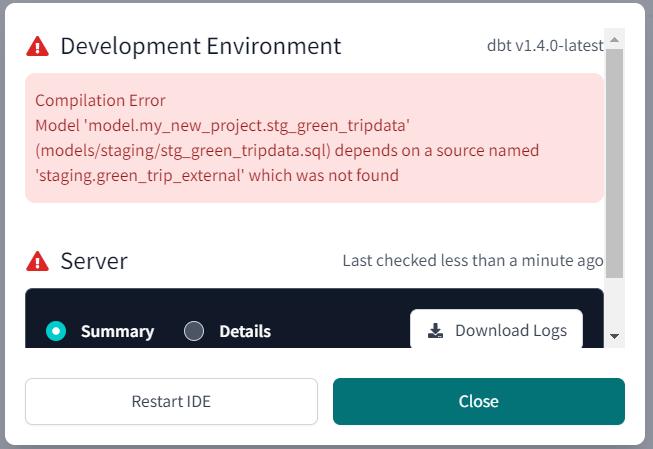 Development Environment
dbt v1.4.0-latest
Compilation Error
Model 'model.my_new_project.stg_green_tripdata'
(models/staging/stg_green_tripdata.sql) depends on a source named
'staging.green_trip_external' which was not found
Server
Last checked less than a minute ago
Summary
Details
Download Logs
Restart IDE
Close